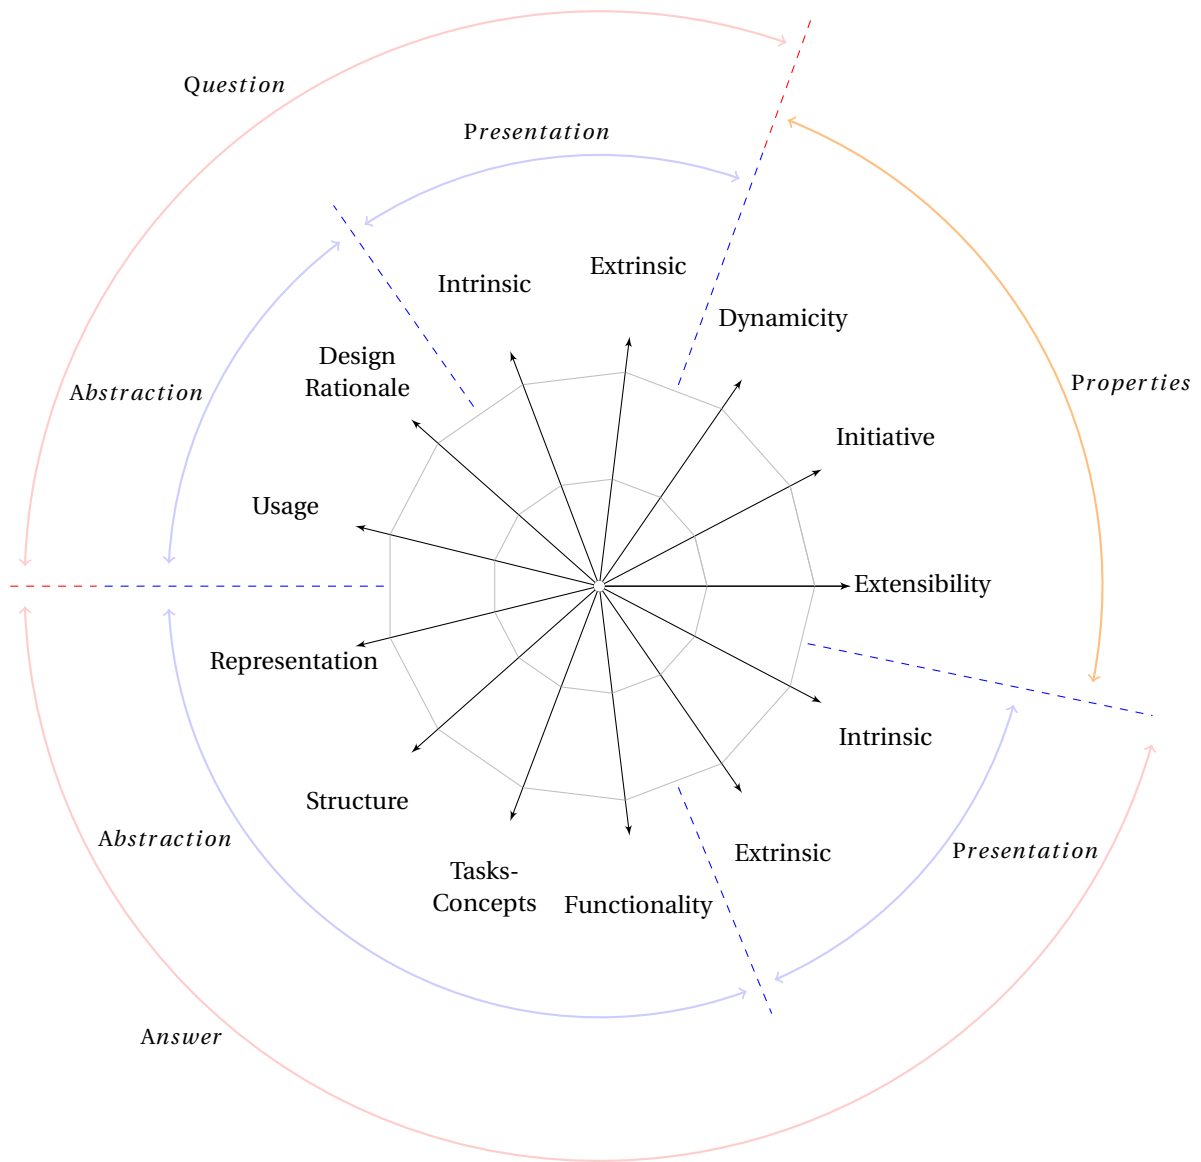 Question
Presentation
Extrinsic
Intrinsic
Dynamicity
Design
Rationale
Properties
Abstraction
Initiative
Usage
Extensibility
Representation
Intrinsic
Structure
Abstraction
Presentation
Extrinsic
Tasks-
Concepts
Functionality
Answer